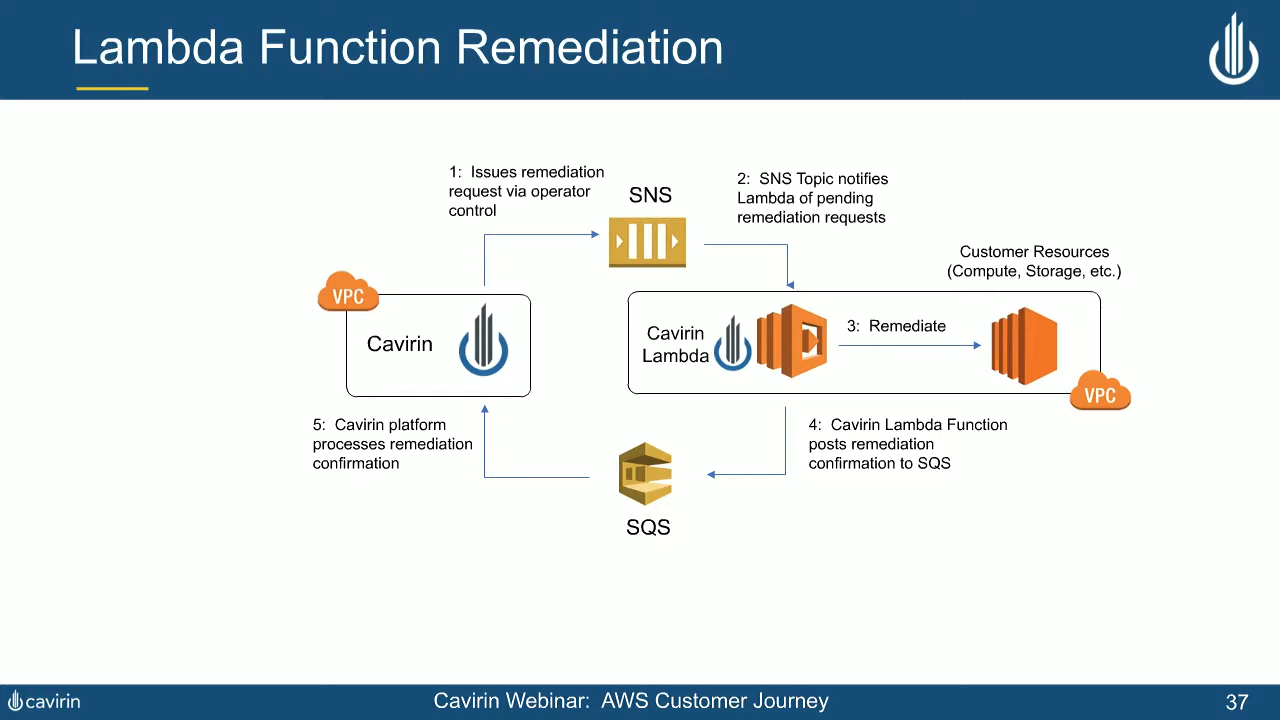 Lambda Function Remediation
1:  Issues remediation
request via operator
control
SNS
2:  SNS Topic notifies
Lambda of pending
remediation requests
Customer Resources
(Compute, Storage, etc.)
VPC
Cavirin
Cavirin
Lambda
3:  Remediate
VPC
5:  Cavirin platform
processes remediation
confirmation
4:  Cavirin Lambda Function
posts remediation
confirmation to SQS
SQS
cavirin
Cavirin Webinar:  AWS Customer Journey
37